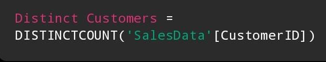 Distinct Customers =
DISTINCTCOUNT('SalesData'[CustomerID])